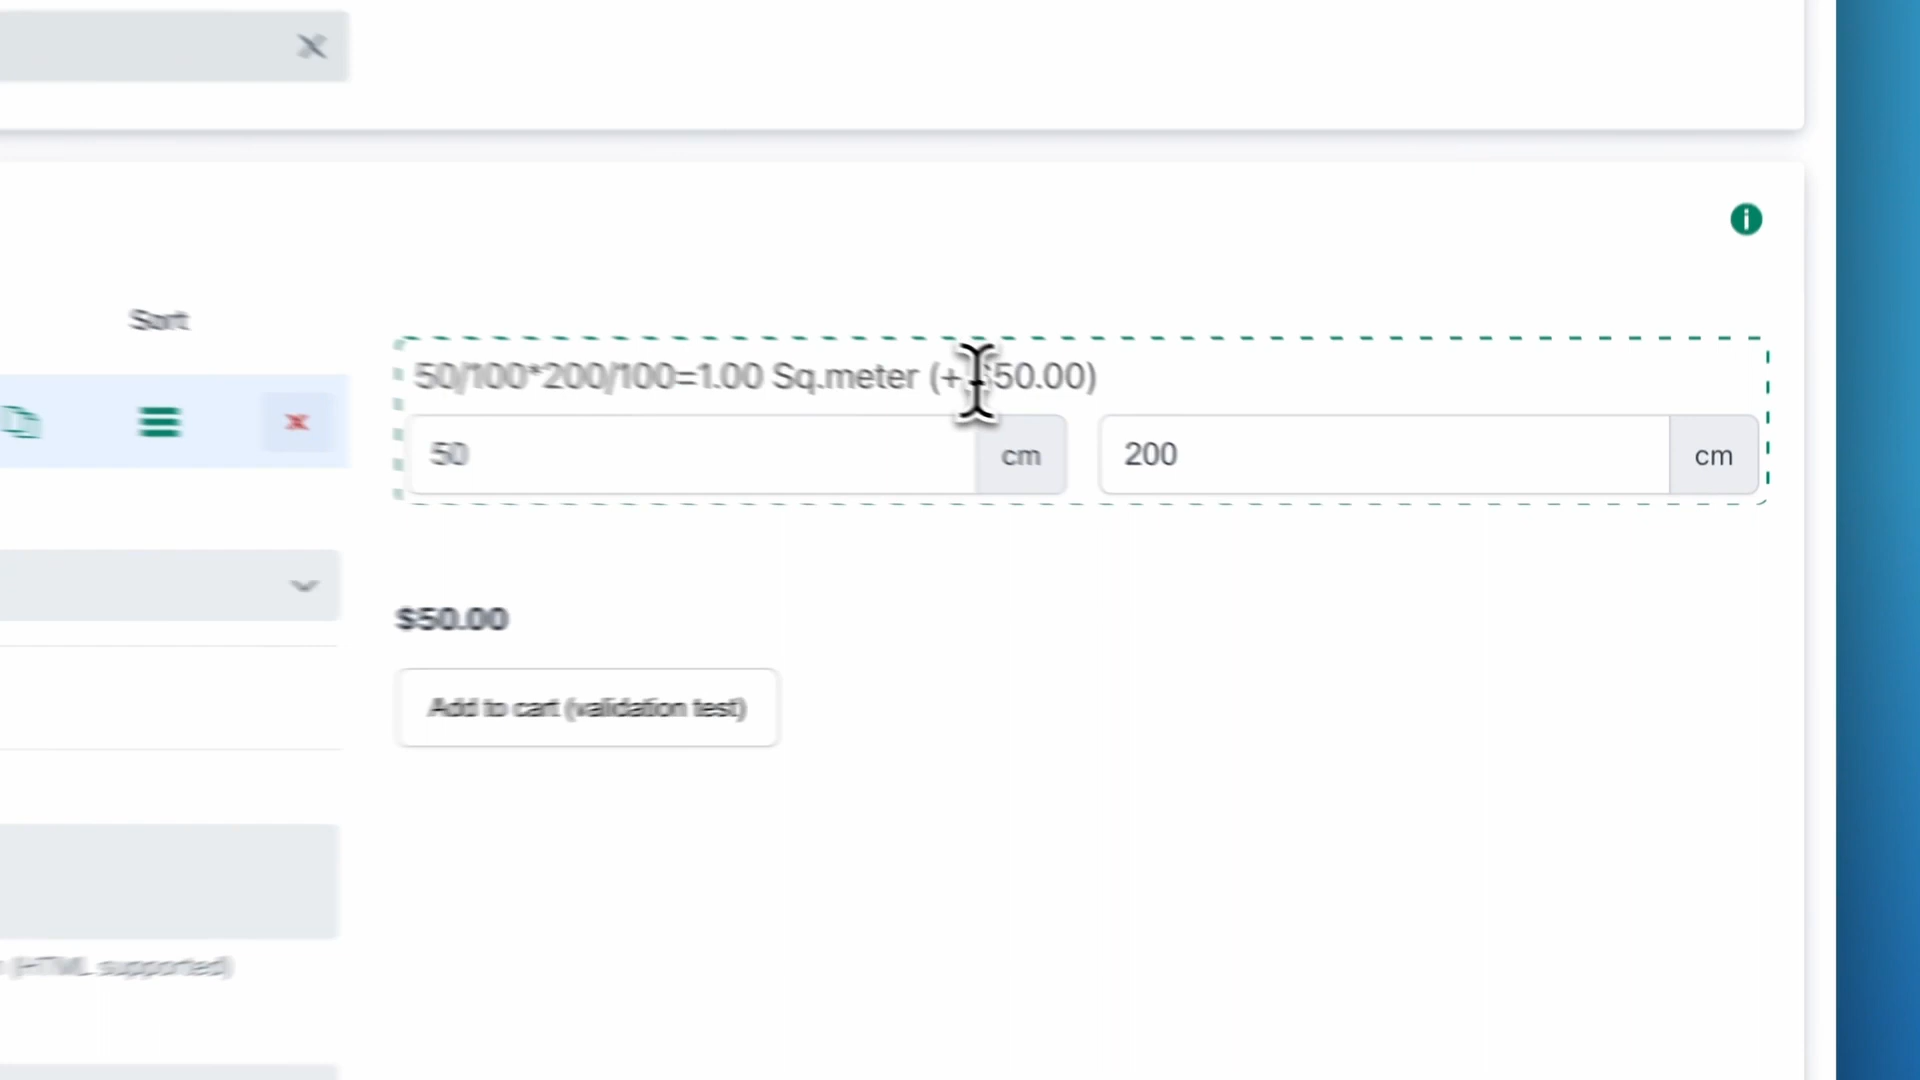 Sort
50/100*200/100=1.00 Sq.meter (+ 50.00)
50 cm 200 cm
$50.00
Add to cart (validation test)
(HTML supported)